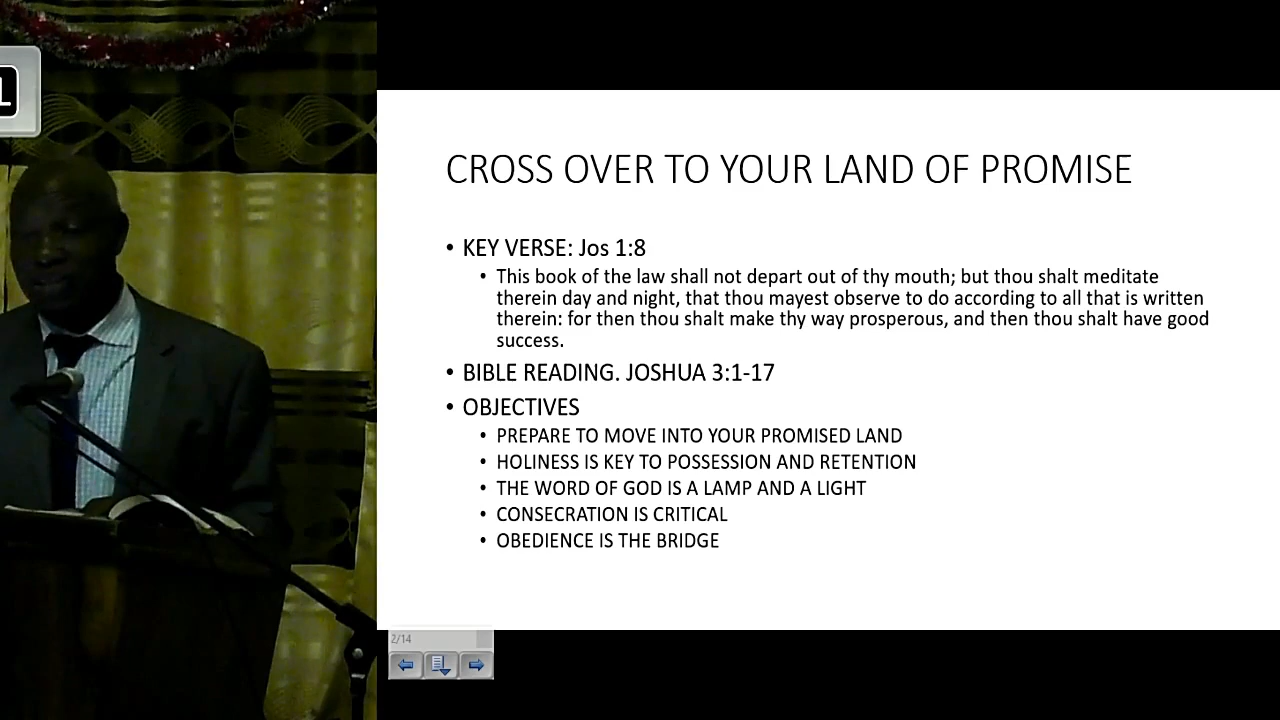 L
CROSS OVER TO YOUR LAND OF PROMISE
• KEY VERSE: Jos 1:8
• This book of the law shall not depart out of thy mouth; but thou shalt meditate
therein day and night, that thou mayest observe to do according to all that is written
therein: for then thou shalt make thy way prosperous, and then thou shalt have good
success.
• BIBLE READING. JOSHUA 3:1-17
• OBJECTIVES
• PREPARE TO MOVE INTO YOUR PROMISED LAND
• HOLINESS IS KEY TO POSSESSION AND RETENTION
• THE WORD OF GOD IS A LAMP AND A LIGHT
• CONSECRATION IS CRITICAL
• OBEDIENCE IS THE BRIDGE
2/14